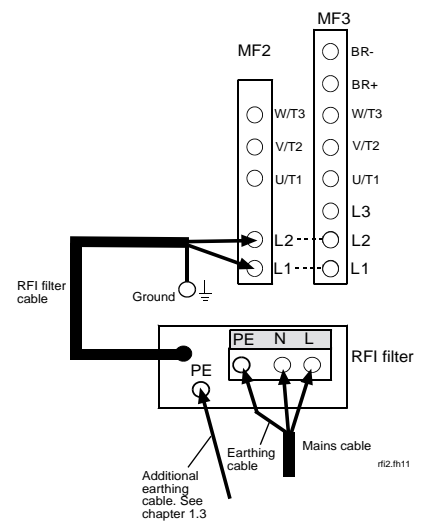 MF3
MF2
BR-
BR+
W/T3
W/T3
V/T2
V/T2
U/T1
U/T1
L3
L2
L2
L1
L1
RFI filter
cable
Ground
PE N L
RFI filter
PE
Earthing
cable
Mains cable
rfi2.fh11
Additional
earthing
cable. See
chapter 1.3